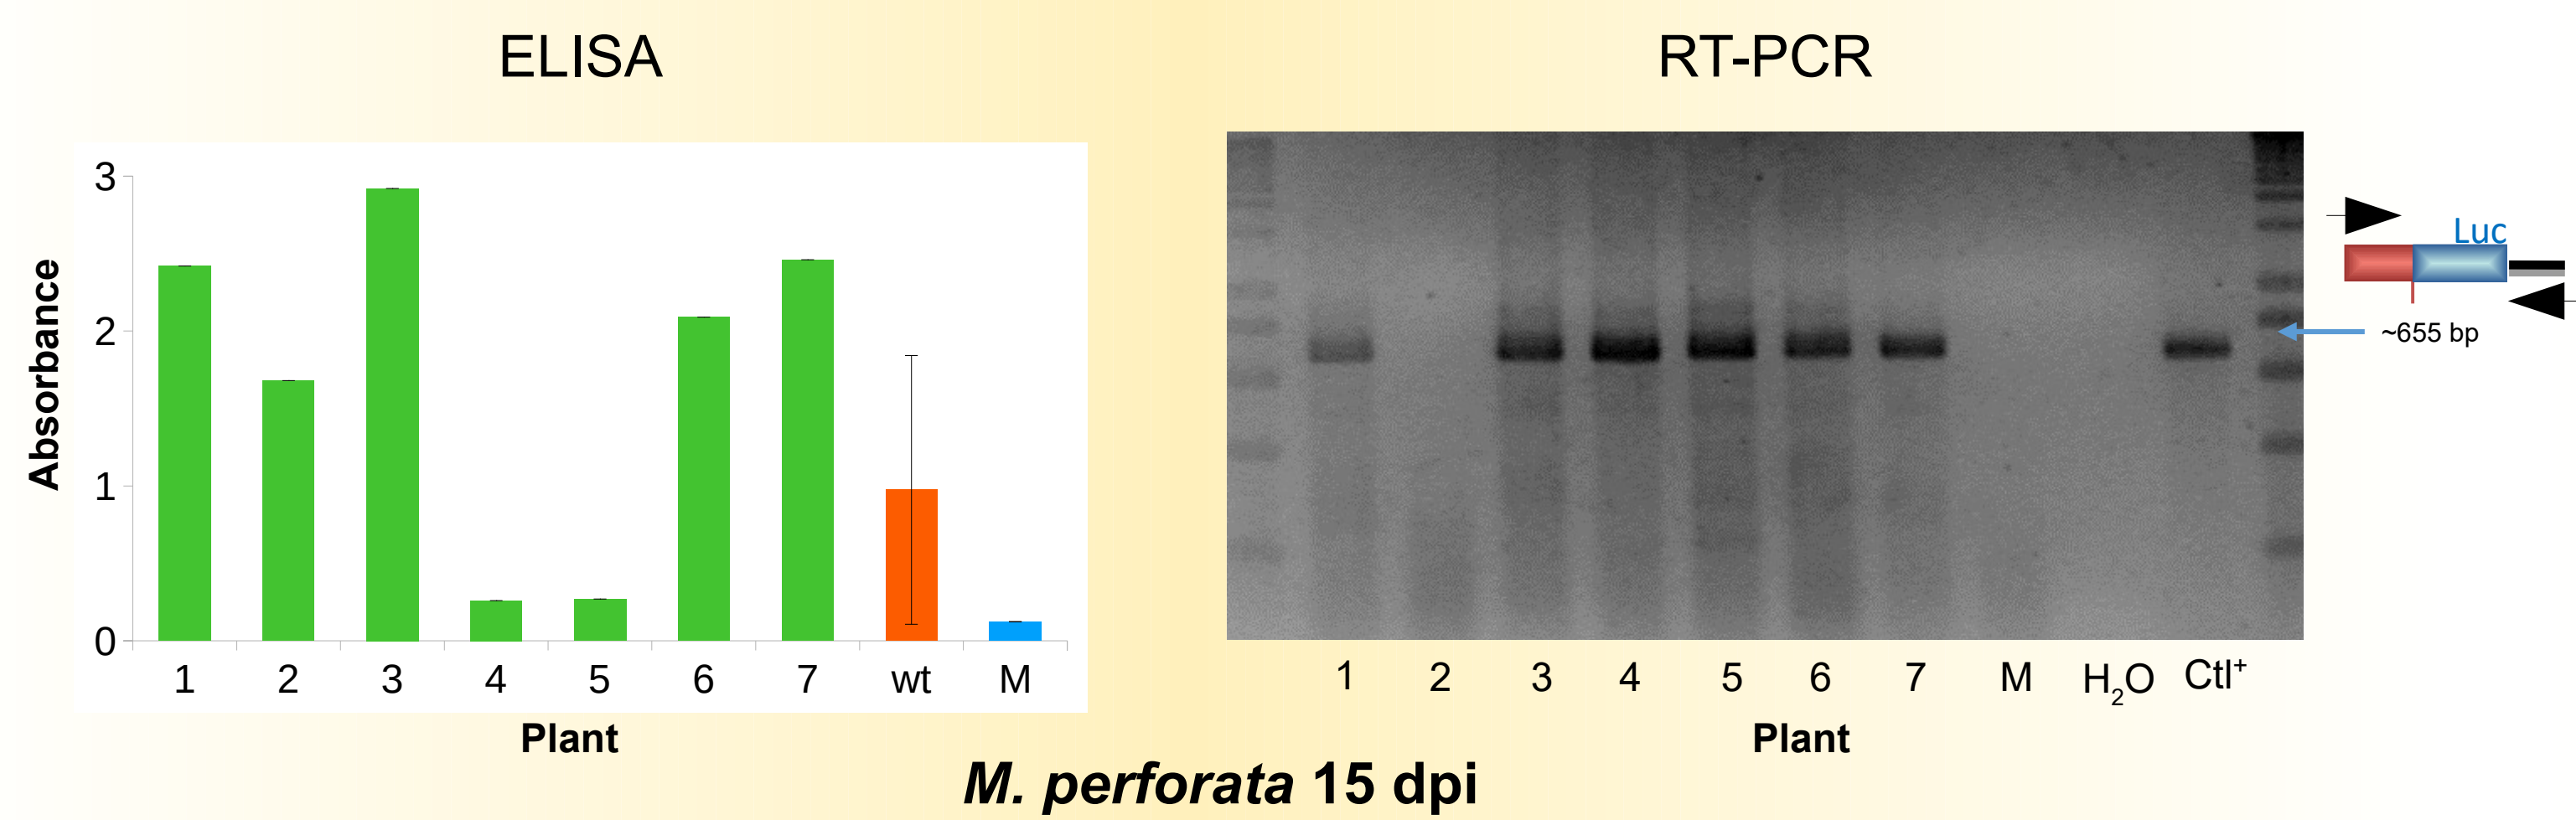 ELISA
RT-PCR
3
2
1
0
Absorbance
1 2 3 4 5 6 7 wt M
Plant
Luc
~655 bp
1 2 3 4 5 6 7 M H₂O Ctl⁺
Plant
M. perforata 15 dpi